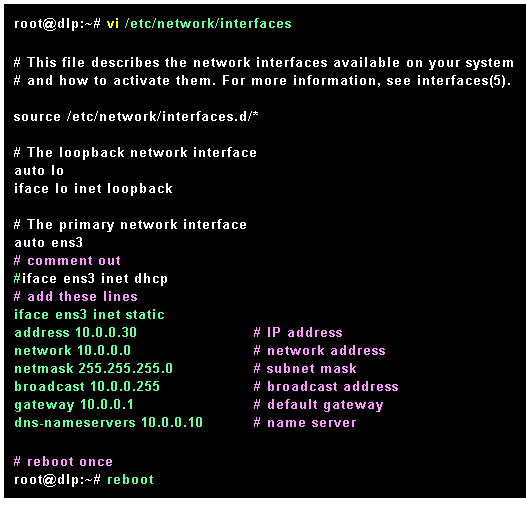 root@dlp:~# vi /etc/network/interfaces
# This file describes the network interfaces available on your system
# and how to activate them. For more information, see interfaces(5).
source /etc/network/interfaces.d/*
# The loopback network interface
auto lo
iface lo inet loopback
# The primary network interface
auto ens3
# comment out
#iface ens3 inet dhcp
# add these lines
iface ens3 inet static
address 10.0.0.30 # IP address
network 10.0.0.0 # network address
netmask 255.255.255.0 # subnet mask
broadcast 10.0.0.255 # broadcast address
gateway 10.0.0.1 # default gateway
dns-nameservers 10.0.0.10 # name server
# reboot once
root@dlp:~# reboot